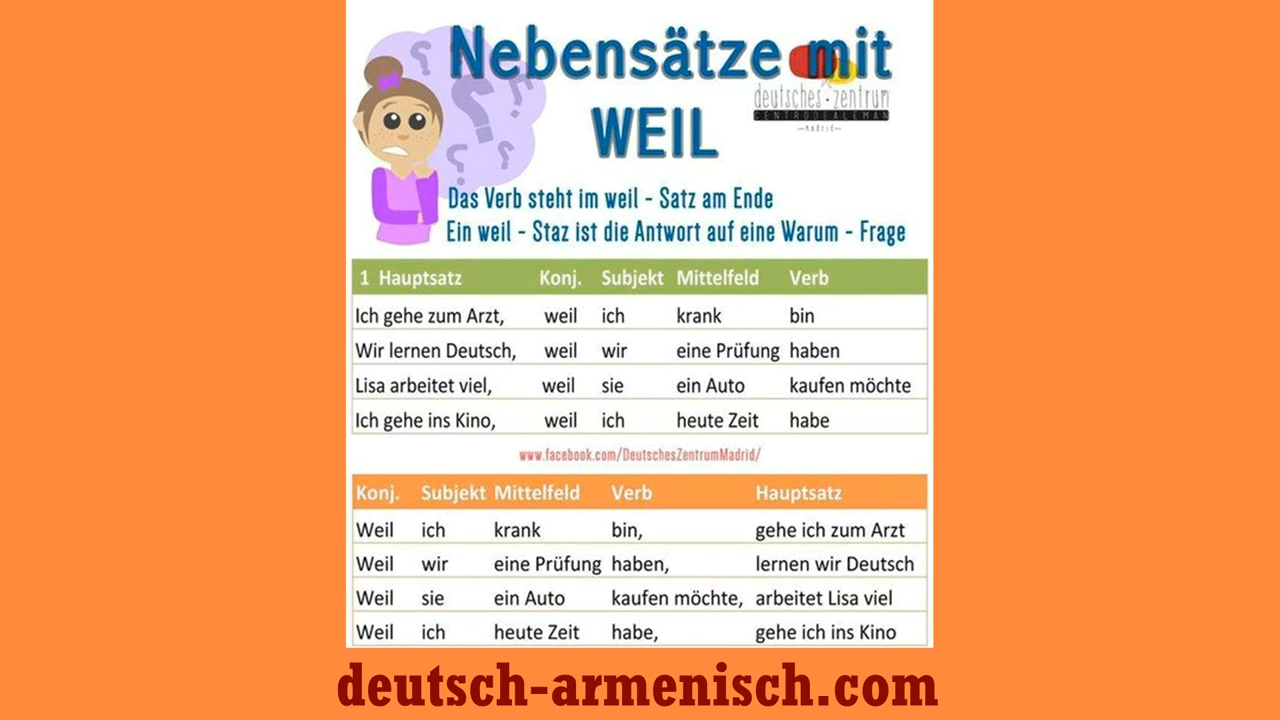 Nebensätze mit
WEIL
deutsches·zentrum
CENTRO DE ALEMAN
—madrid—
Das Verb steht im weil - Satz am Ende
Ein weil - Staz ist die Antwort auf eine Warum - Frage
1 Hauptsatz Konj. Subjekt Mittelfeld Verb
Ich gehe zum Arzt, weil ich krank bin
Wir lernen Deutsch, weil wir eine Prüfung haben
Lisa arbeitet viel, weil sie ein Auto kaufen möchte
Ich gehe ins Kino, weil ich heute Zeit habe
www.facebook.com/DeutschesZentrumMadrid/
Konj. Subjekt Mittelfeld Verb Hauptsatz
Weil ich krank bin, gehe ich zum Arzt
Weil wir eine Prüfung haben, lernen wir Deutsch
Weil sie ein Auto kaufen möchte, arbeitet Lisa viel
Weil ich heute Zeit habe, gehe ich ins Kino
deutsch-armenisch.com